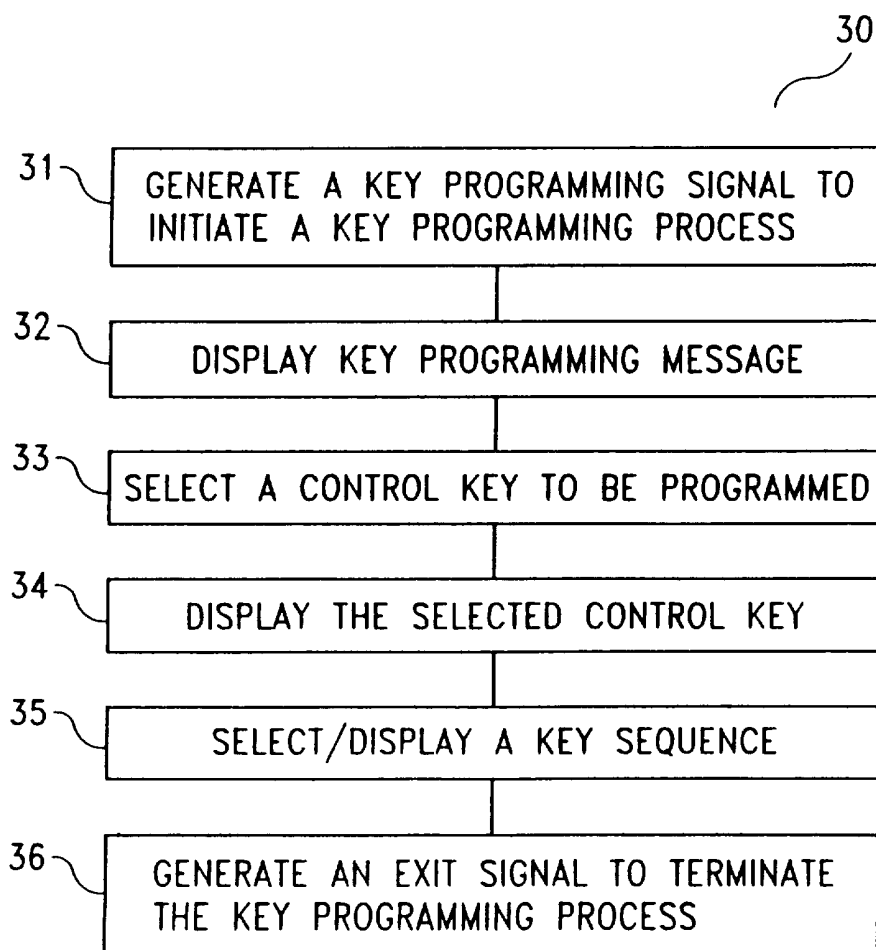 30
31
GENERATE A KEY PROGRAMMING SIGNAL TO
INITIATE A KEY PROGRAMMING PROCESS
32
DISPLAY KEY PROGRAMMING MESSAGE
33
SELECT A CONTROL KEY TO BE PROGRAMMED
34
DISPLAY THE SELECTED CONTROL KEY
35
SELECT/DISPLAY A KEY SEQUENCE
36
GENERATE AN EXIT SIGNAL TO TERMINATE
THE KEY PROGRAMMING PROCESS